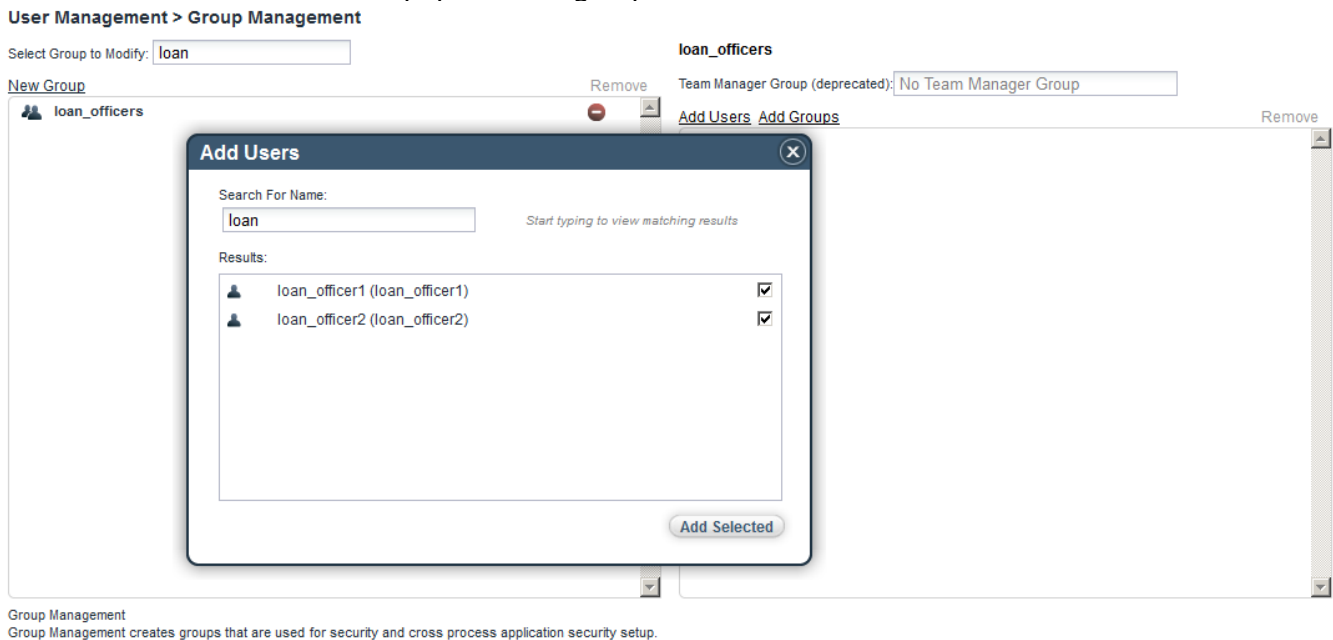 User Management > Group Management
Select Group to Modify: loan
New Group Remove
loan_officers
loan_officers
Team Manager Group (deprecated): No Team Manager Group
Add Users Add Groups Remove
Add Users
Search For Name:
loan Start typing to view matching results
Results:
loan_officer1 (loan_officer1)
loan_officer2 (loan_officer2)
Add Selected
Group Management
Group Management creates groups that are used for security and cross process application security setup.